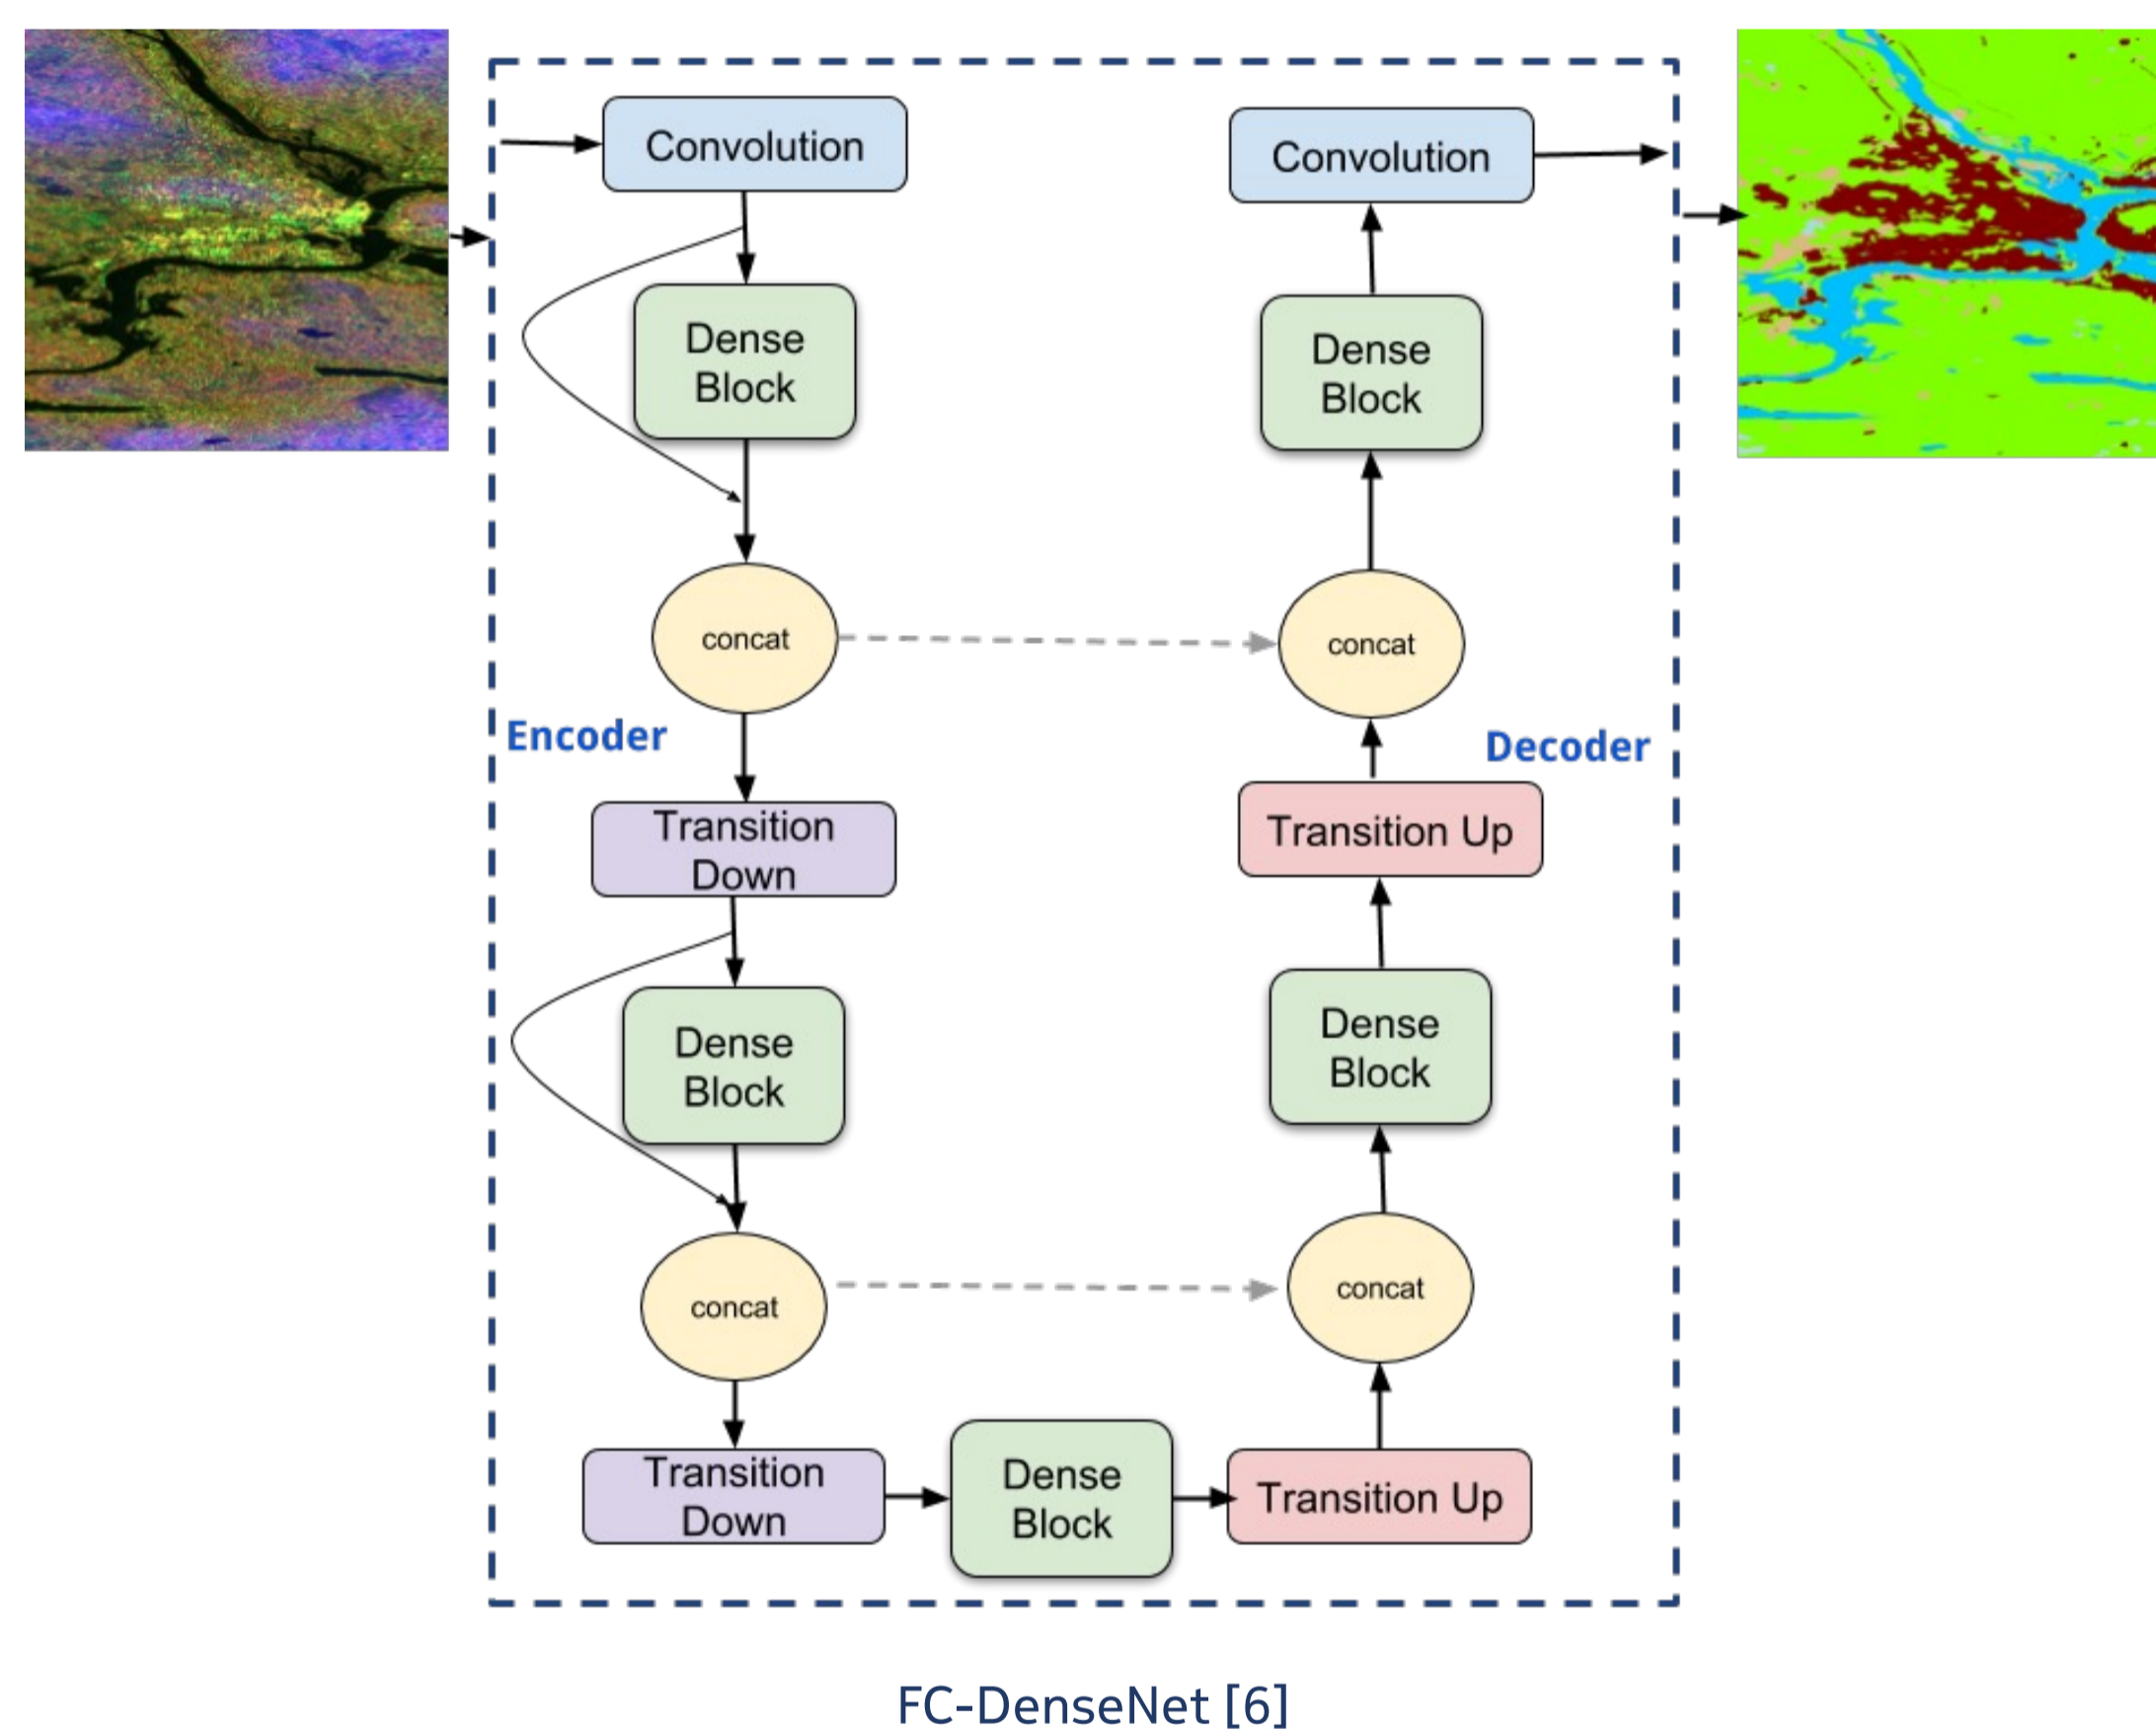 Convolution
Dense
Block
concat
Encoder
Transition
Down
Dense
Block
concat
Transition
Down
Dense
Block
Transition Up
concat
Dense
Block
Transition Up
Decoder
concat
Dense
Block
Convolution
FC-DenseNet [6]